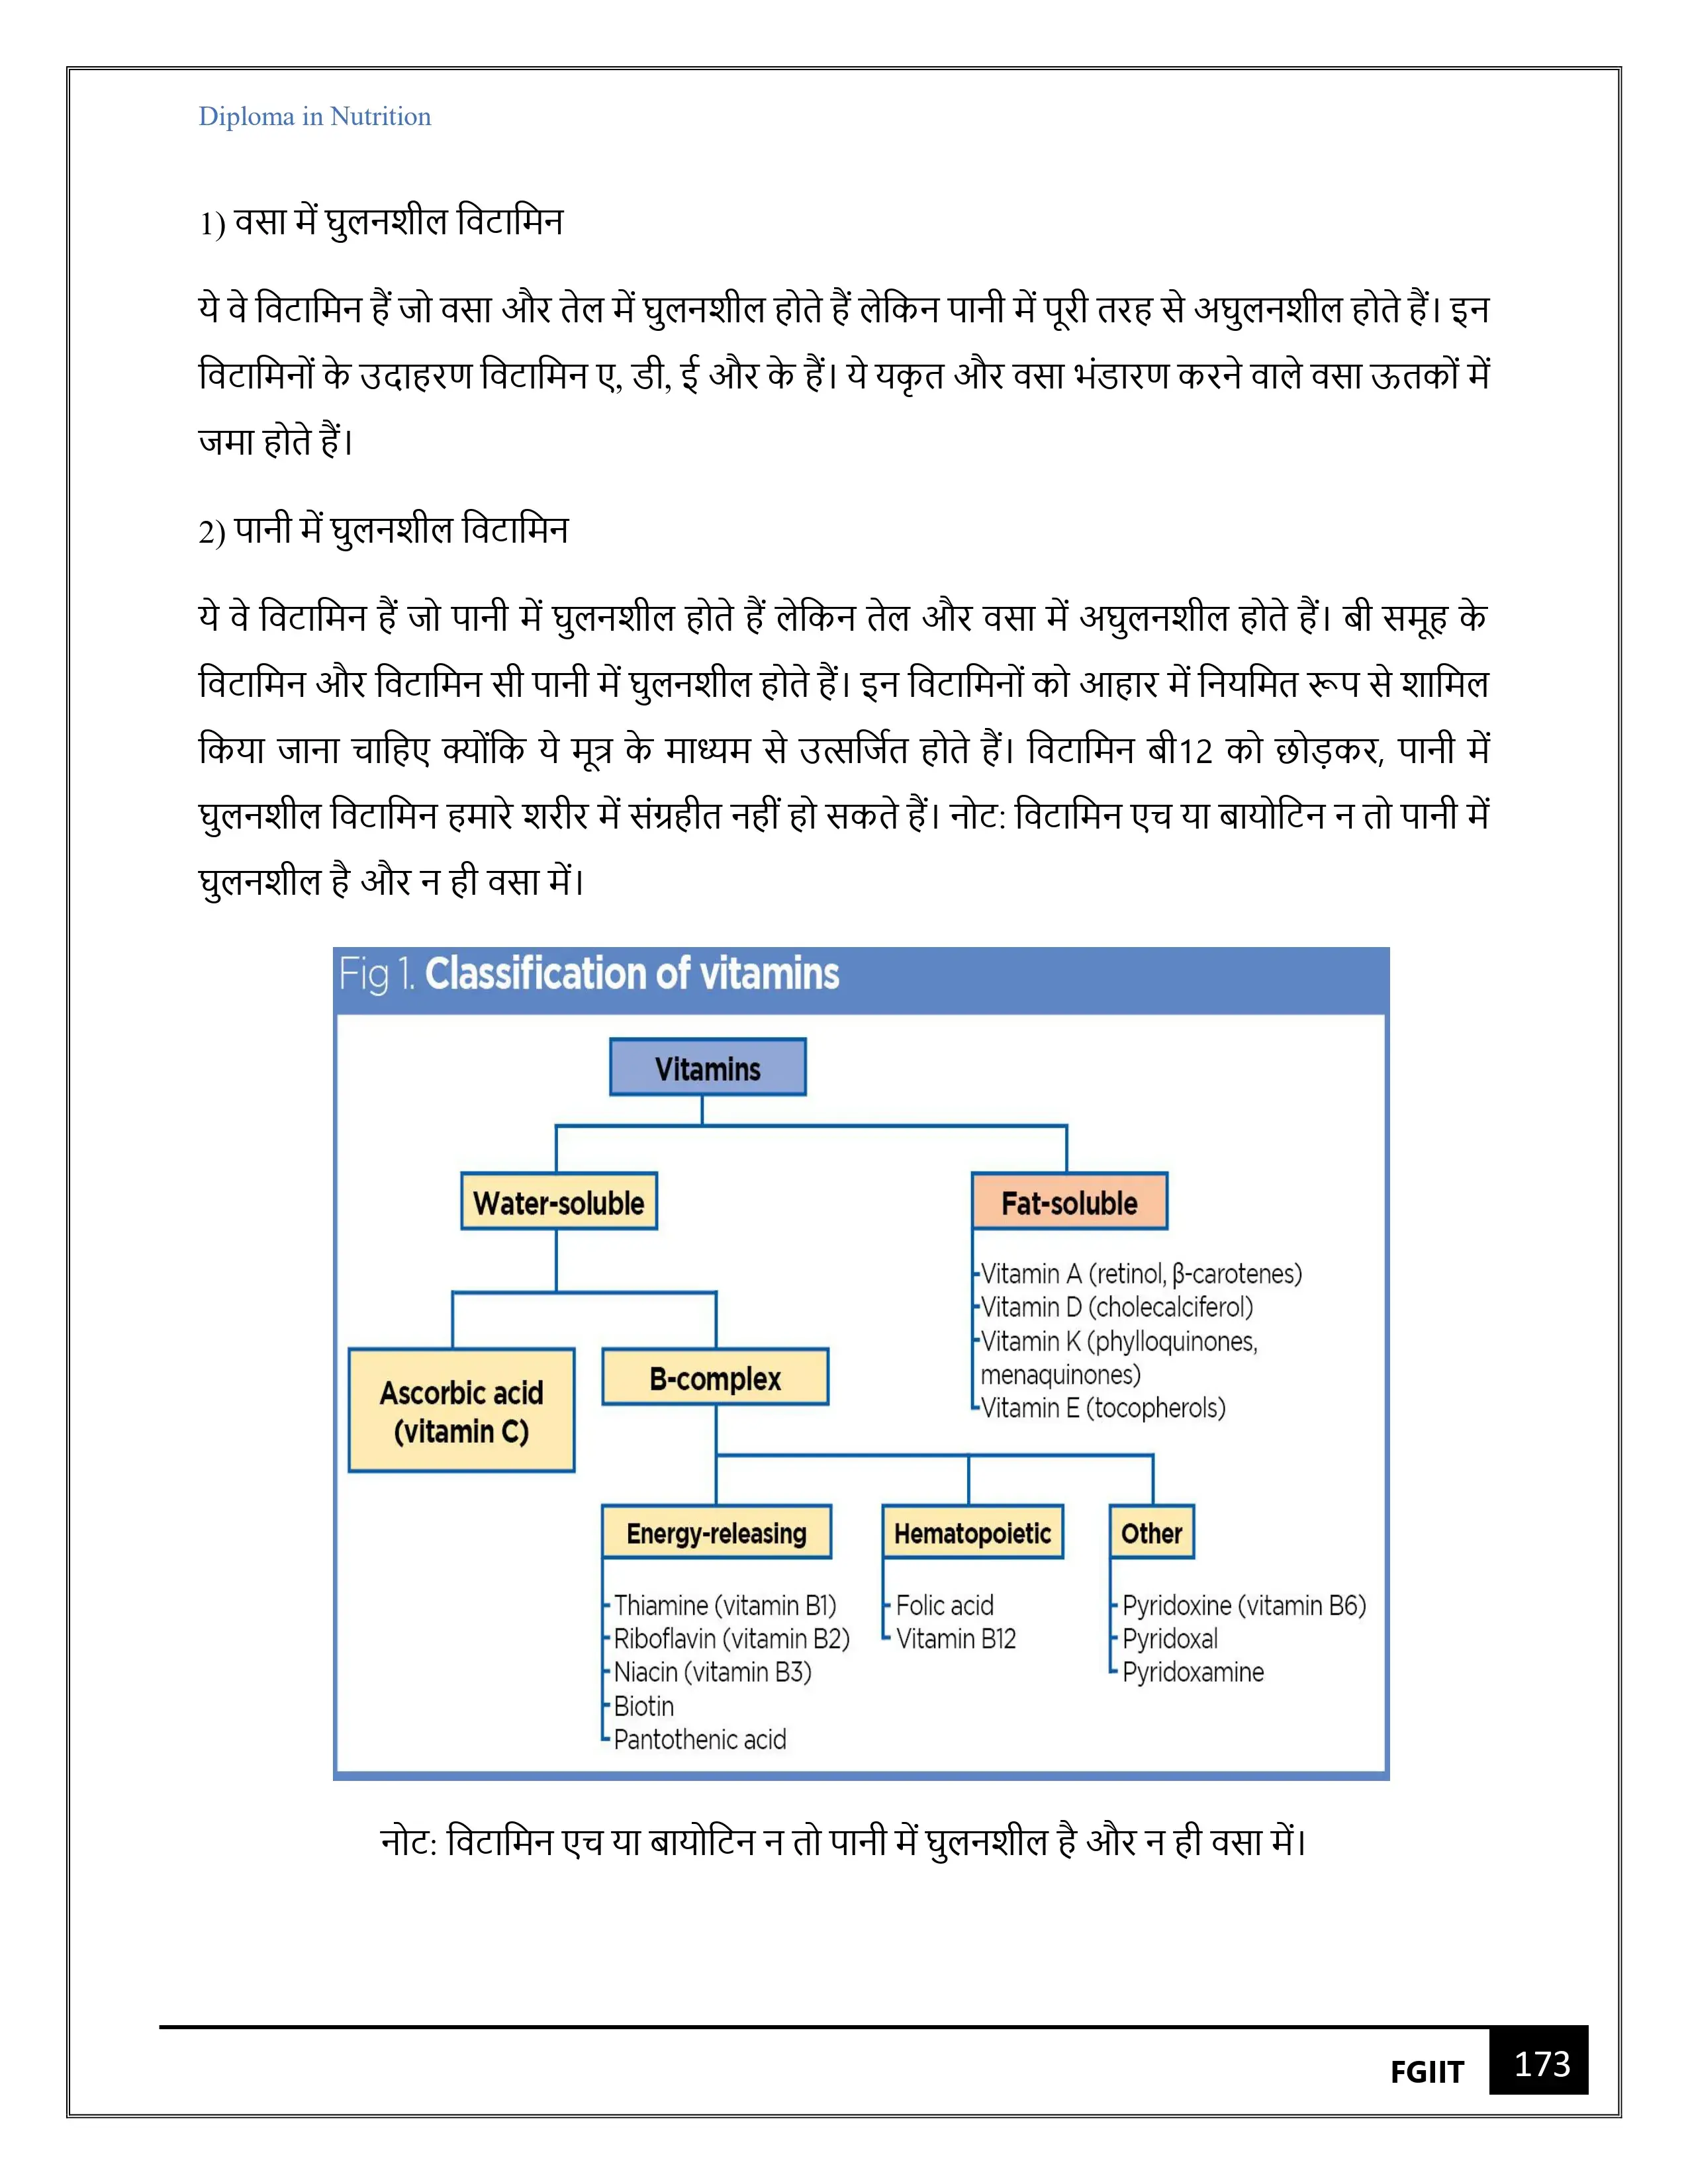 Diploma in Nutrition
1) वसा में घुलनशील विटामिन
ये वे विटामिन हैं जो वसा और तेल में घुलनशील होते हैं लेकिन पानी में पूरी तरह से अघुलनशील होते हैं। इन
विटामिनों के उदाहरण विटामिन ए, डी, ई और के हैं। ये यकृत और वसा भंडारण करने वाले वसा ऊतकों में
जमा होते हैं।
2) पानी में घुलनशील विटामिन
ये वे विटामिन हैं जो पानी में घुलनशील होते हैं लेकिन तेल और वसा में अघुलनशील होते हैं। बी समूह के
विटामिन और विटामिन सी पानी में घुलनशील होते हैं। इन विटामिनों को आहार में नियमित रूप से शामिल
किया जाना चाहिए क्योंकि ये मूत्र के माध्यम से उत्सर्जित होते हैं। विटामिन बी12 को छोड़कर, पानी में
घुलनशील विटामिन हमारे शरीर में संग्रहीत नहीं हो सकते हैं। नोट: विटामिन एच या बायोटिन न तो पानी में
घुलनशील है और न ही वसा में।
Fig 1. Classification of vitamins
Vitamins
Water-soluble
Fat-soluble
Vitamin A (retinol, β-carotenes)
Vitamin D (cholecalciferol)
Vitamin K (phylloquinones,
menaquinones)
Vitamin E (tocopherols)
Ascorbic acid
(vitamin C)
B-complex
Energy-releasing
Thiamine (vitamin B1)
Riboflavin (vitamin B2)
Niacin (vitamin B3)
Biotin
Pantothenic acid
Hematopoietic
Folic acid
Vitamin B12
Other
Pyridoxine (vitamin B6)
Pyridoxal
Pyridoxamine
नोट: विटामिन एच या बायोटिन न तो पानी में घुलनशील है और न ही वसा में।
FGIIT 173